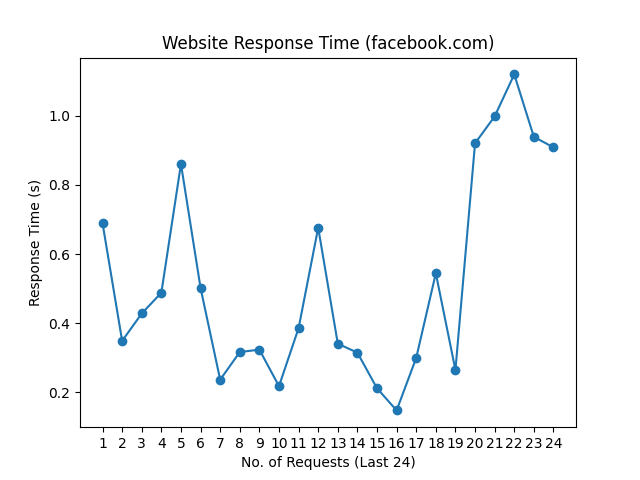 Website Response Time (facebook.com)
Response Time (s)
1.0
0.8
0.6
0.4
0.2
1 2 3 4 5 6 7 8 9 10 11 12 13 14 15 16 17 18 19 20 21 22 23 24
No. of Requests (Last 24)